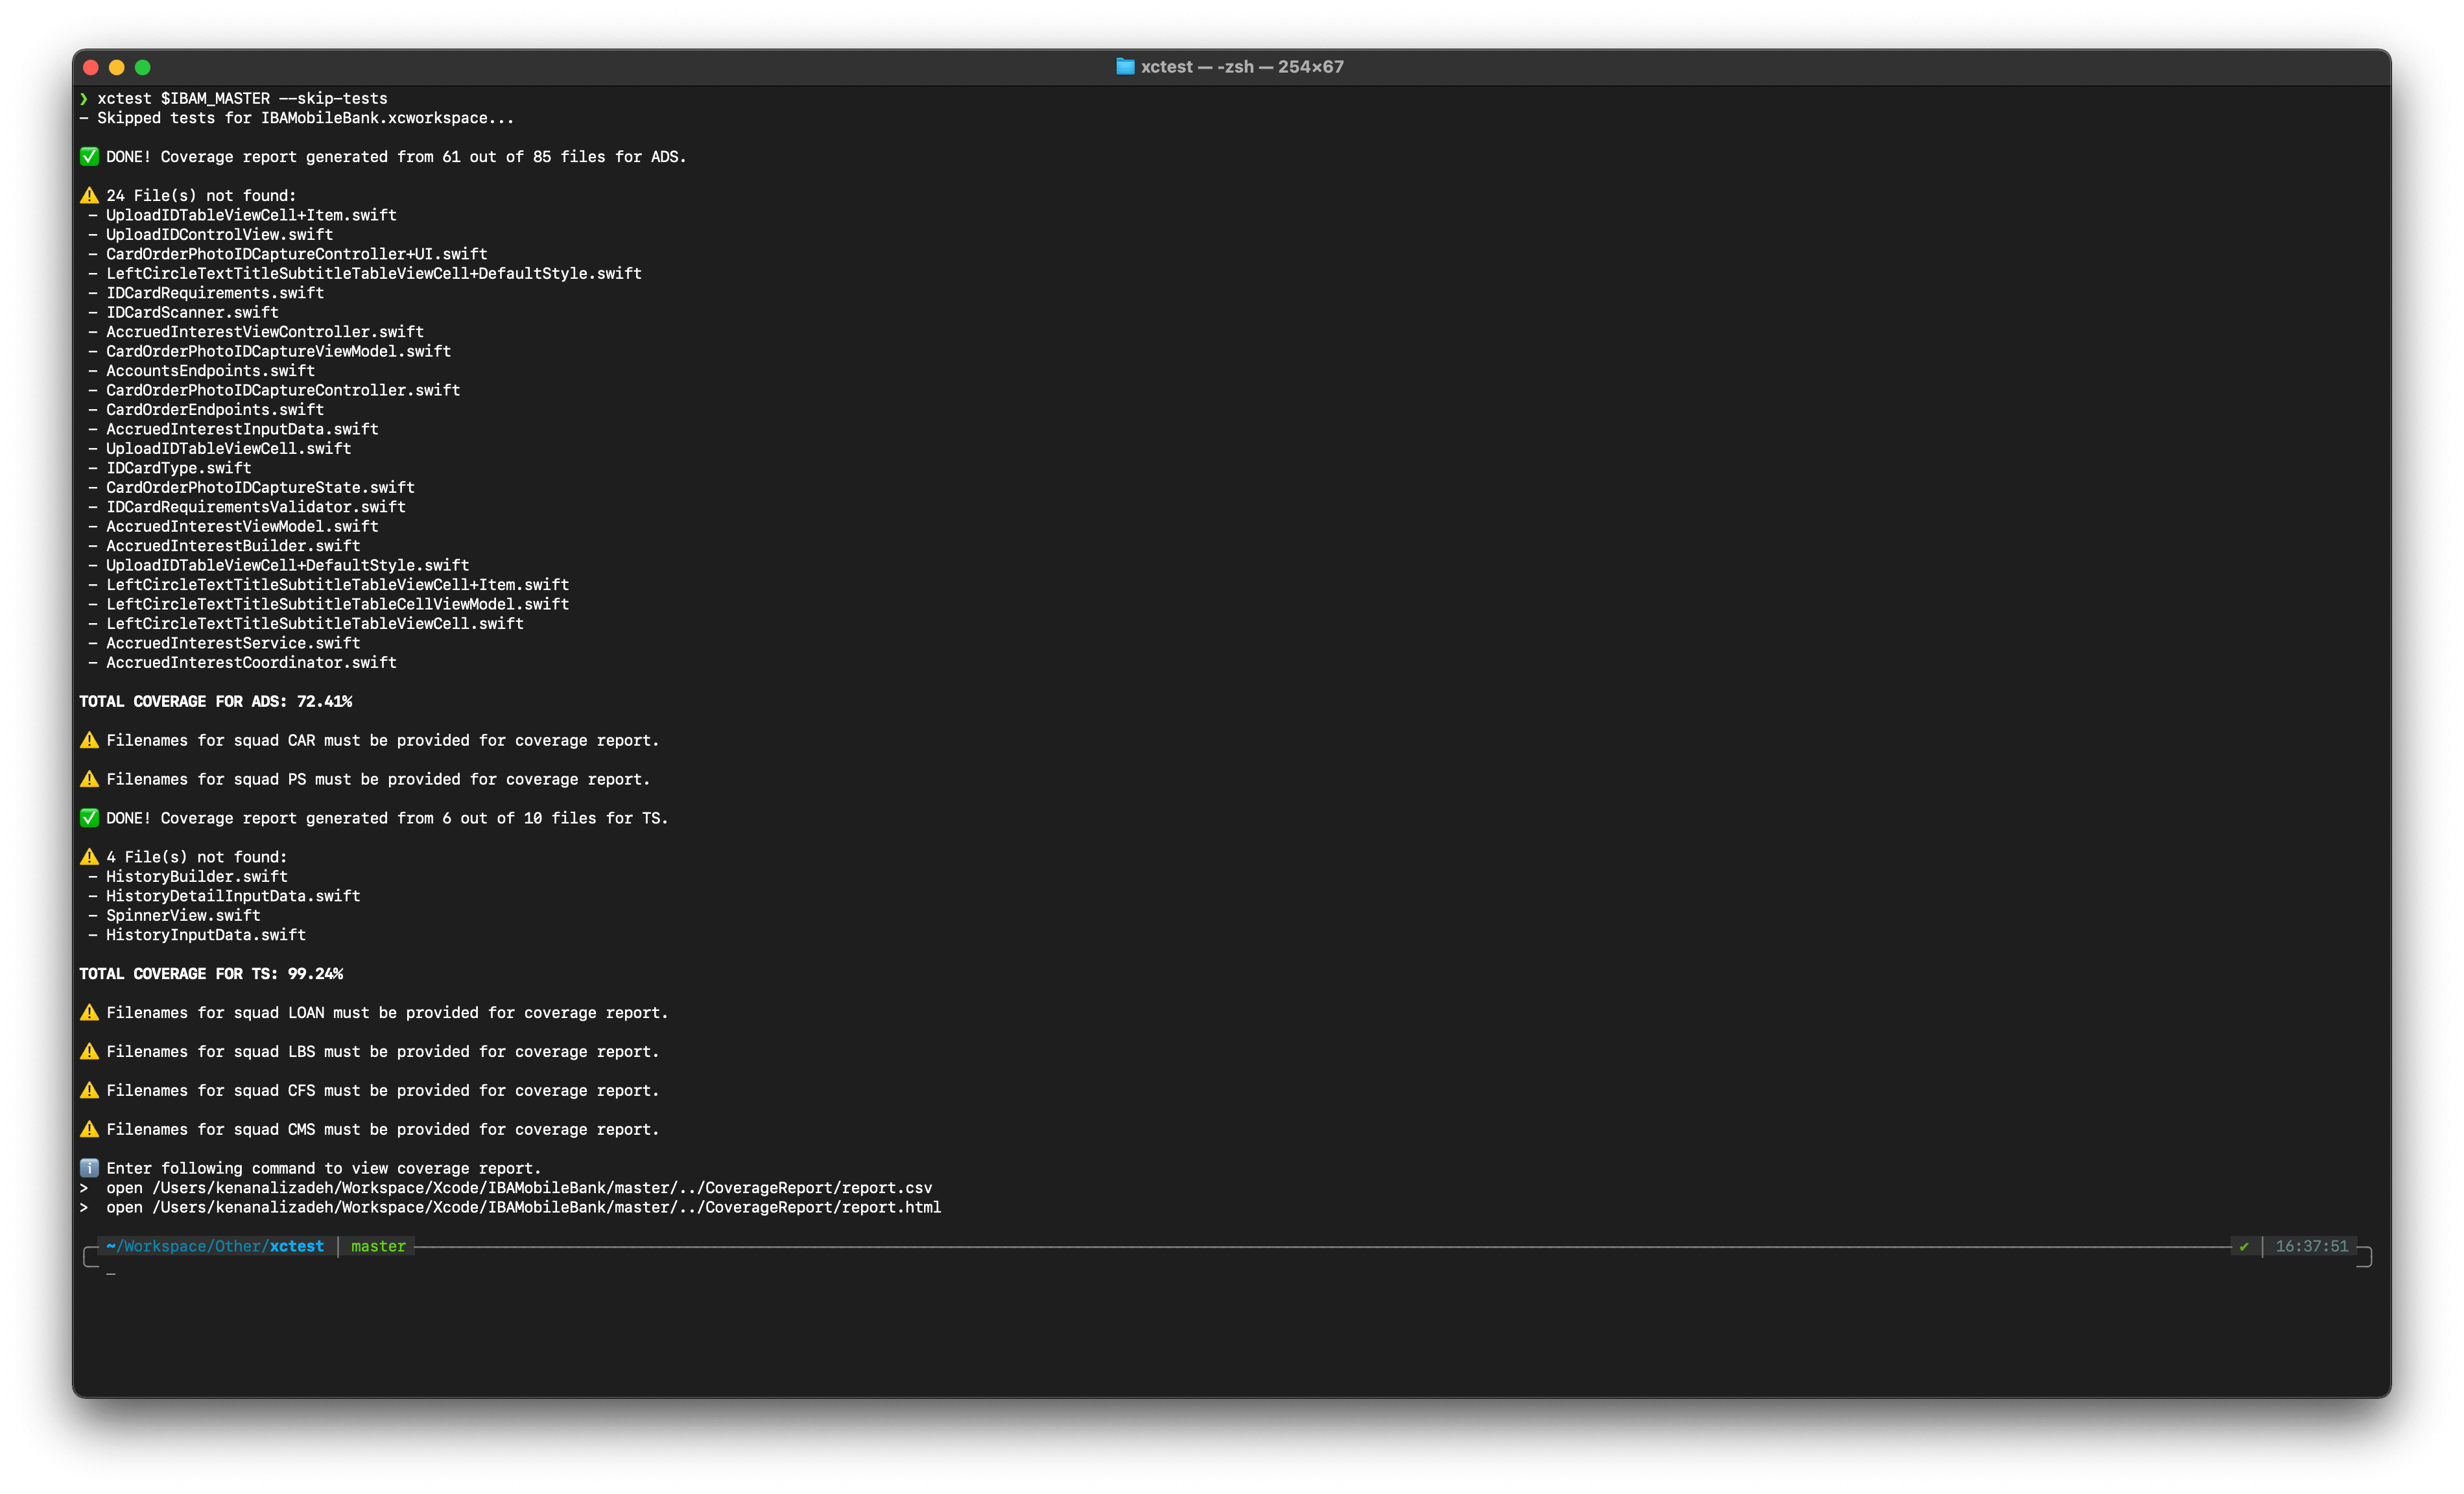 xctest — -zsh — 254×67
❯ xctest $IBAM_MASTER --skip-tests
- Skipped tests for IBAMobileBank.xcworkspace...
✅ DONE! Coverage report generated from 61 out of 85 files for ADS.
⚠️ 24 File(s) not found:
- UploadIDTableViewCell+Item.swift
- UploadIDControlView.swift
- CardOrderPhotoIDCaptureController+UI.swift
- LeftCircleTextTitleSubtitleTableViewCell+DefaultStyle.swift
- IDCardRequirements.swift
- IDCardScanner.swift
- AccruedInterestViewController.swift
- CardOrderPhotoIDCaptureViewModel.swift
- AccountsEndpoints.swift
- CardOrderPhotoIDCaptureController.swift
- CardOrderEndpoints.swift
- AccruedInterestInputData.swift
- UploadIDTableViewCell.swift
- IDCardType.swift
- CardOrderPhotoIDCaptureState.swift
- IDCardRequirementsValidator.swift
- AccruedInterestViewModel.swift
- AccruedInterestBuilder.swift
- UploadIDTableViewCell+DefaultStyle.swift
- LeftCircleTextTitleSubtitleTableViewCell+Item.swift
- LeftCircleTextTitleSubtitleTableCellViewModel.swift
- LeftCircleTextTitleSubtitleTableViewCell.swift
- AccruedInterestService.swift
- AccruedInterestCoordinator.swift
TOTAL COVERAGE FOR ADS: 72.41%
⚠️ Filenames for squad CAR must be provided for coverage report.
⚠️ Filenames for squad PS must be provided for coverage report.
✅ DONE! Coverage report generated from 6 out of 10 files for TS.
⚠️ 4 File(s) not found:
- HistoryBuilder.swift
- HistoryDetailInputData.swift
- SpinnerView.swift
- HistoryInputData.swift
TOTAL COVERAGE FOR TS: 99.24%
⚠️ Filenames for squad LOAN must be provided for coverage report.
⚠️ Filenames for squad LBS must be provided for coverage report.
⚠️ Filenames for squad CFS must be provided for coverage report.
⚠️ Filenames for squad CMS must be provided for coverage report.
ℹ️ Enter following command to view coverage report.
> open /Users/kenanalizadeh/Workspace/Xcode/IBAMobileBank/master/../CoverageReport/report.csv
> open /Users/kenanalizadeh/Workspace/Xcode/IBAMobileBank/master/../CoverageReport/report.html
~/Workspace/Other/xctest | master ✔ | 16:37:51